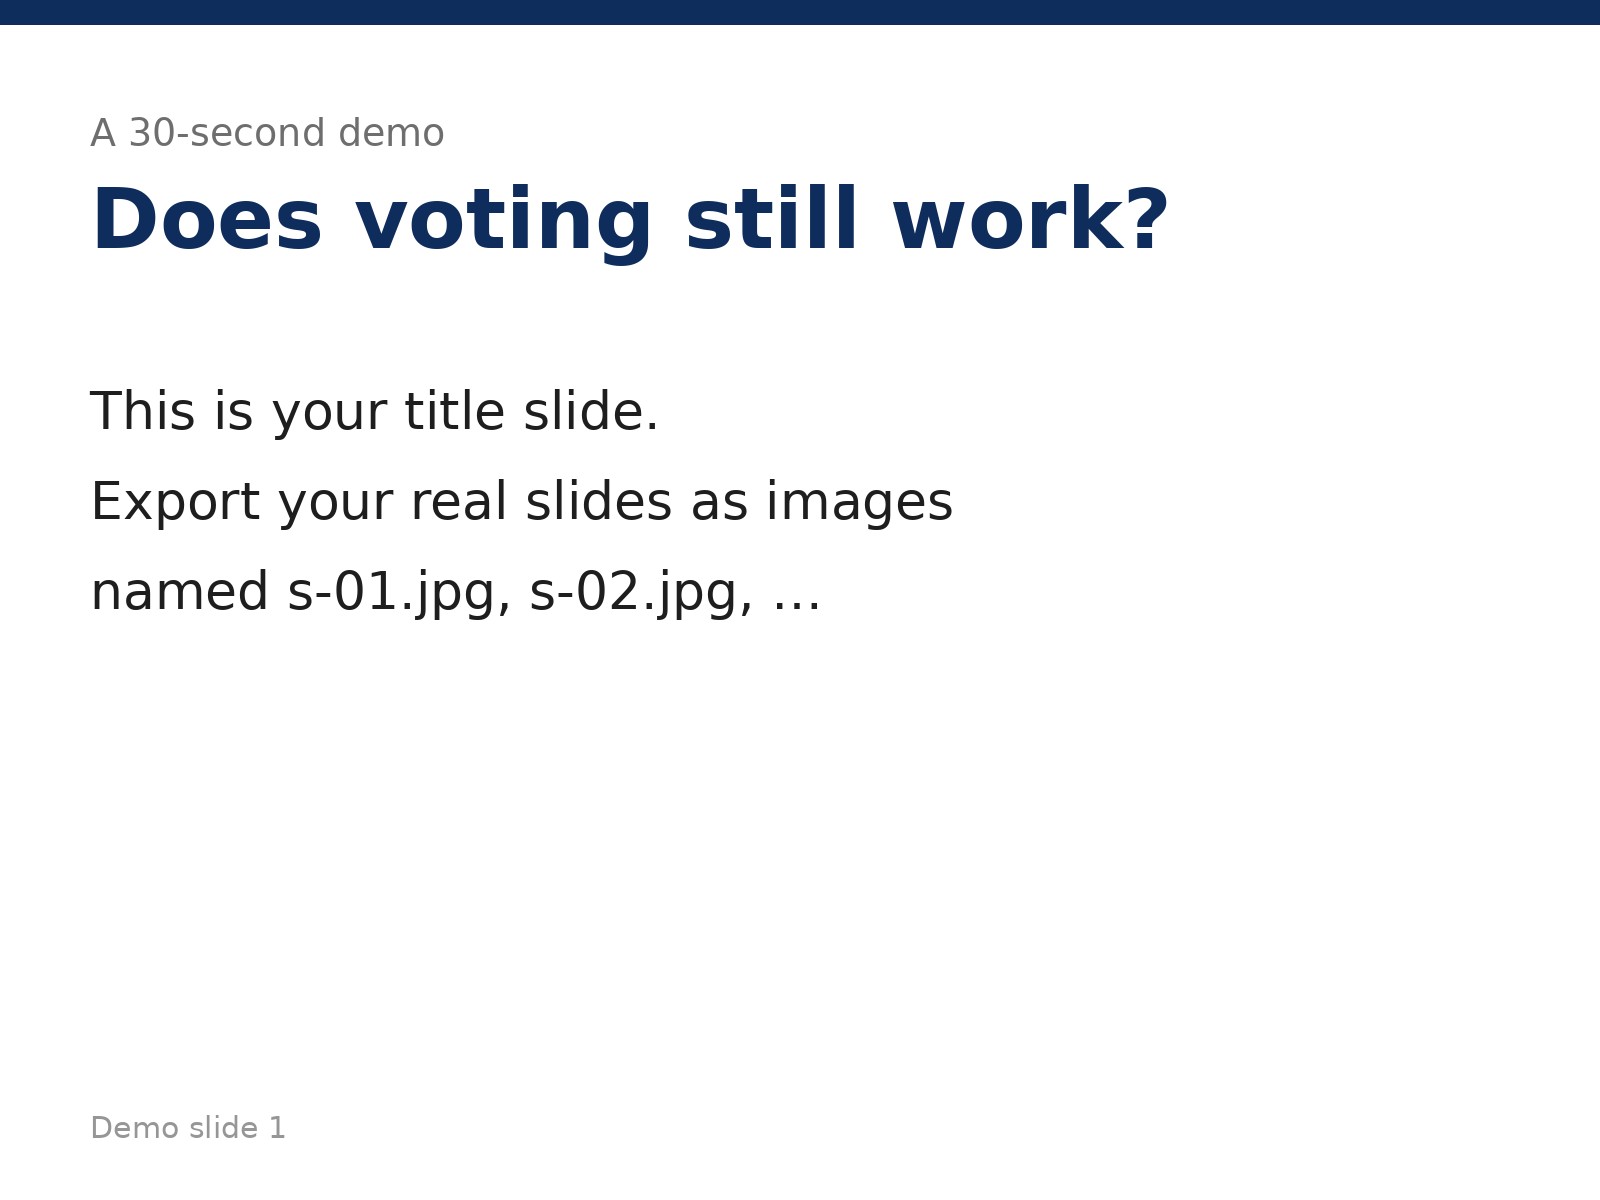 A 30-second demo
Does voting still work?
This is your title slide.
Export your real slides as images
named s-01.jpg, s-02.jpg, …
Demo slide 1